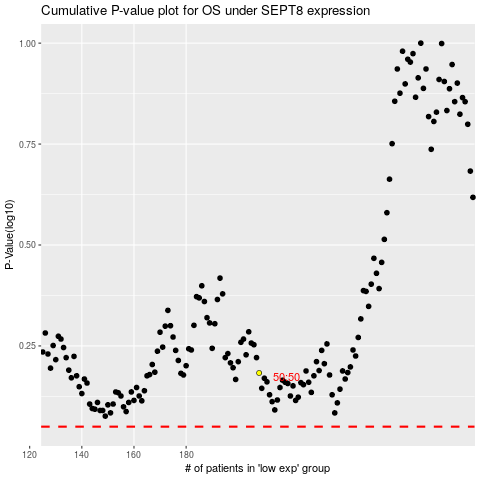 Cumulative P-value plot for OS under SEPT8 expression
1.00
0.75
0.50
0.25
P-Value(log10)
50:50
120 140 160 180
# of patients in 'low exp' group